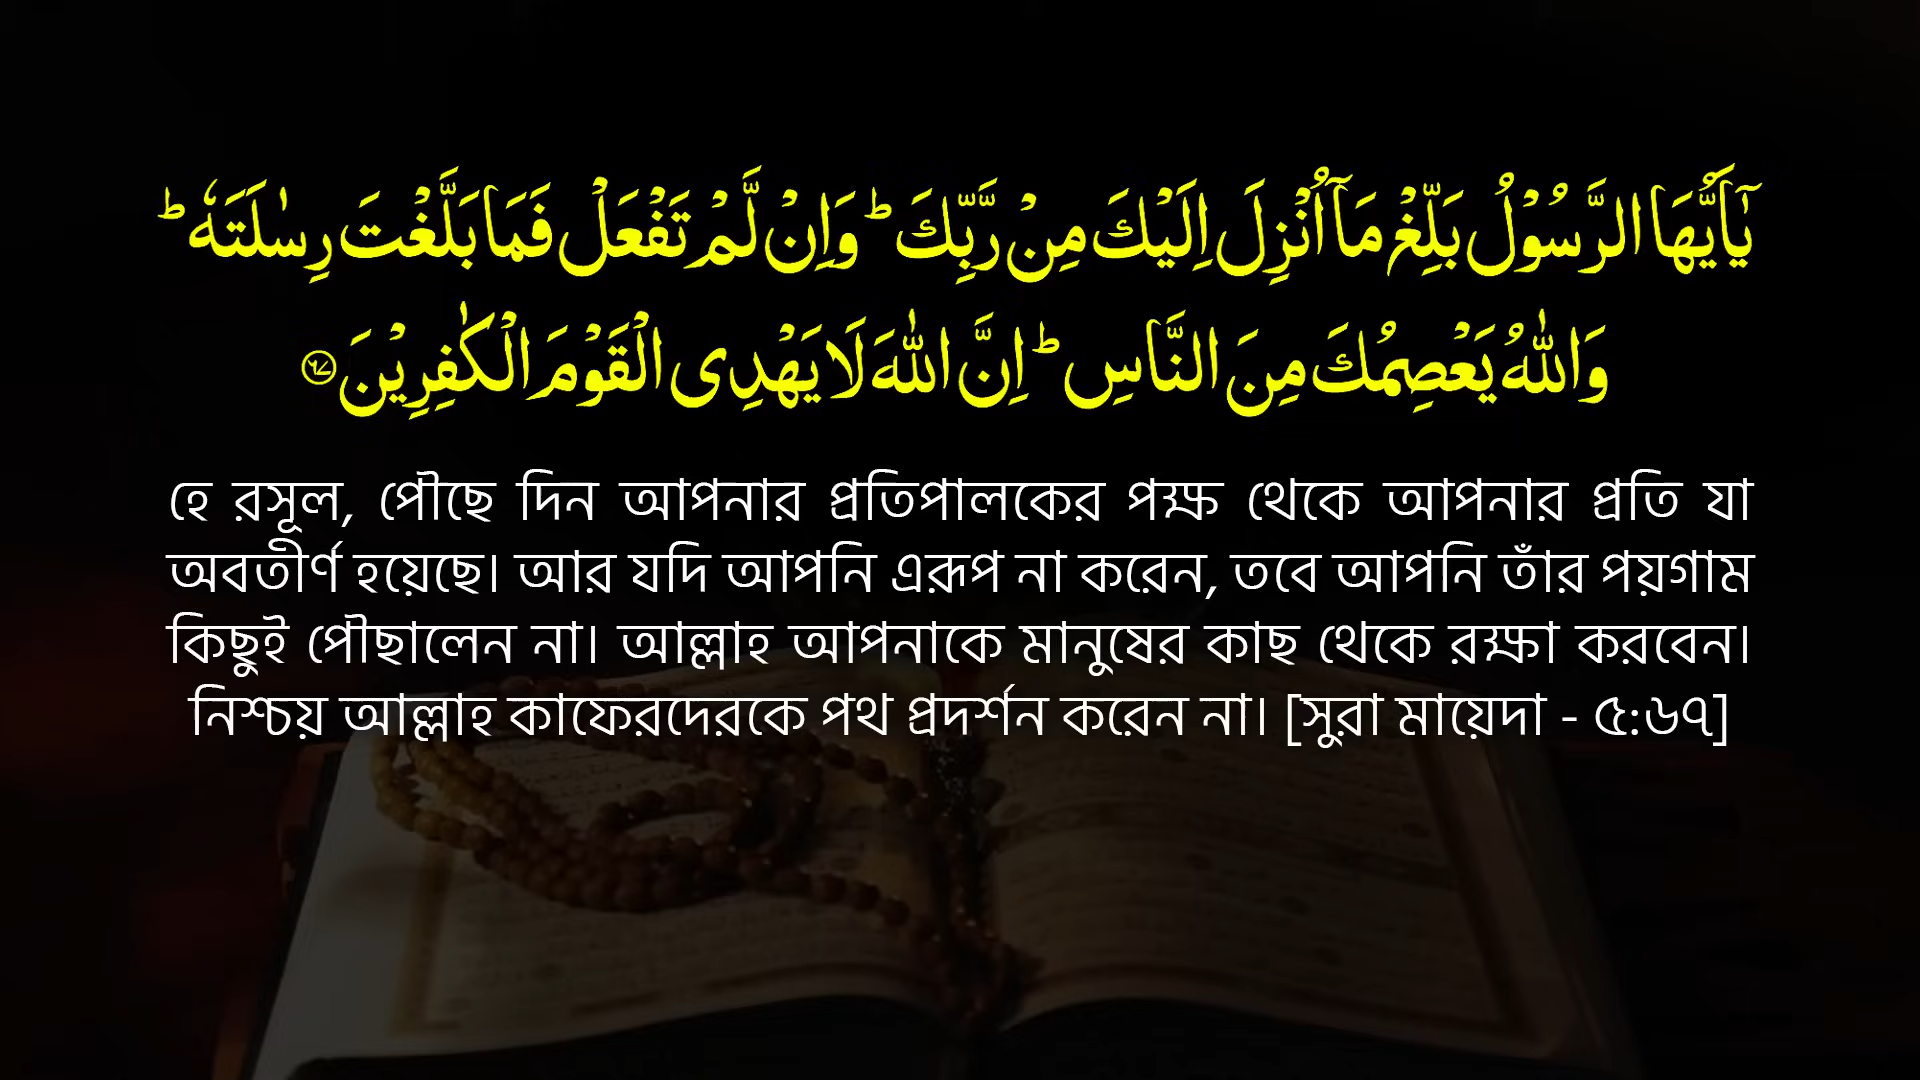 يٰٓاَيُّهَا الرَّسُوْلُ بَلِّغْ مَآ اُنْزِلَ اِلَيْكَ مِنْ رَّبِّكَ ؕ وَاِنْ لَّمْ تَفْعَلْ فَمَا بَلَّغْتَ رِسٰلَتَهٗ ؕ
وَاللّٰهُ يَعْصِمُكَ مِنَ النَّاسِ ؕ اِنَّ اللّٰهَ لَا يَهْدِى الْقَوْمَ الْكٰفِرِيْنَ ۝٦٧
হে রসূল, পৌছে দিন আপনার প্রতিপালকের পক্ষ থেকে আপনার প্রতি যা
অবতীর্ণ হয়েছে। আর যদি আপনি এরূপ না করেন, তবে আপনি তাঁর পয়গাম
কিছুই পৌছালেন না। আল্লাহ আপনাকে মানুষের কাছ থেকে রক্ষা করবেন।
নিশ্চয় আল্লাহ কাফেরদেরকে পথ প্রদর্শন করেন না। [সুরা মায়েদা - ৫:৬৭]